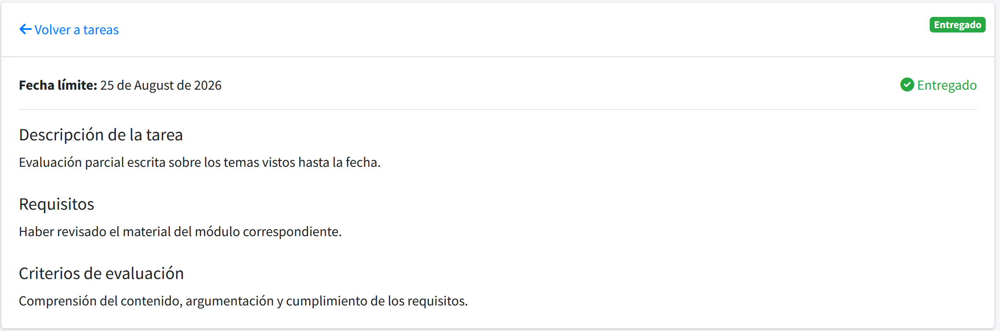 Volver a tareas
Entregado
Fecha límite: 25 de August de 2026
Entregado
Descripción de la tarea
Evaluación parcial escrita sobre los temas vistos hasta la fecha.
Requisitos
Haber revisado el material del módulo correspondiente.
Criterios de evaluación
Comprensión del contenido, argumentación y cumplimiento de los requisitos.